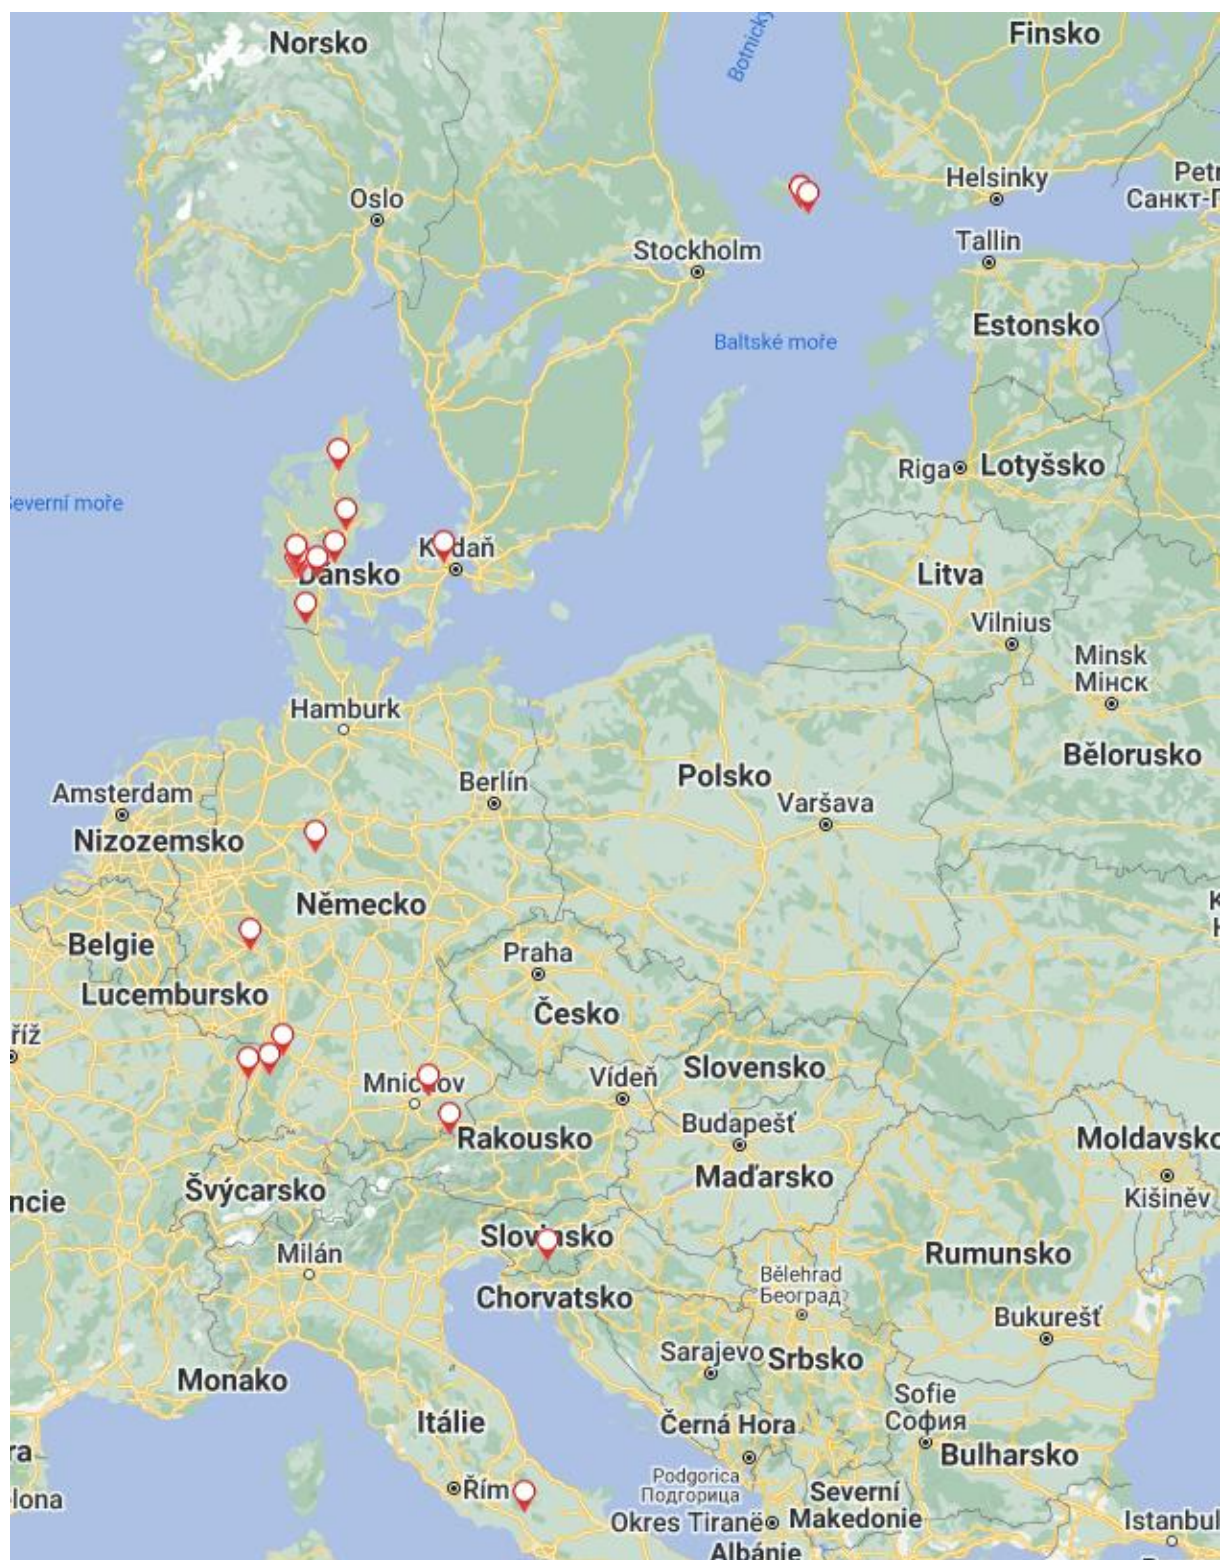 Norsko
Finsko
Botnický
Helsinky
Petr
Санкт-П
Oslo
Tallin
Stockholm
Estonsko
Baltské moře
Riga
Lotyšsko
Severní moře
Kodaň
Dánsko
Litva
Vilnius
Minsk
Мінск
Hamburk
Bělorusko
Berlín
Polsko
Amsterdam
Varšava
Nizozemsko
Německo
Belgie
Praha
Lucembursko
Česko
říž
Slovensko
Mnichov
Vídeň
Budapešť
Rakousko
Moldavsko
Maďarsko
Švýcarsko
ncie
Kišiněv
Slovinsko
Milán
Rumunsko
Bělehrad
Београд
Chorvatsko
Bukurešť
Sarajevo
Srbsko
Monako
Sofie
София
Itálie
Černá Hora
ra
Bulharsko
Podgorica
Подгорица
Řím
Severní
Makedonie
elona
Okres Tiranë
Istanbul
Albánie